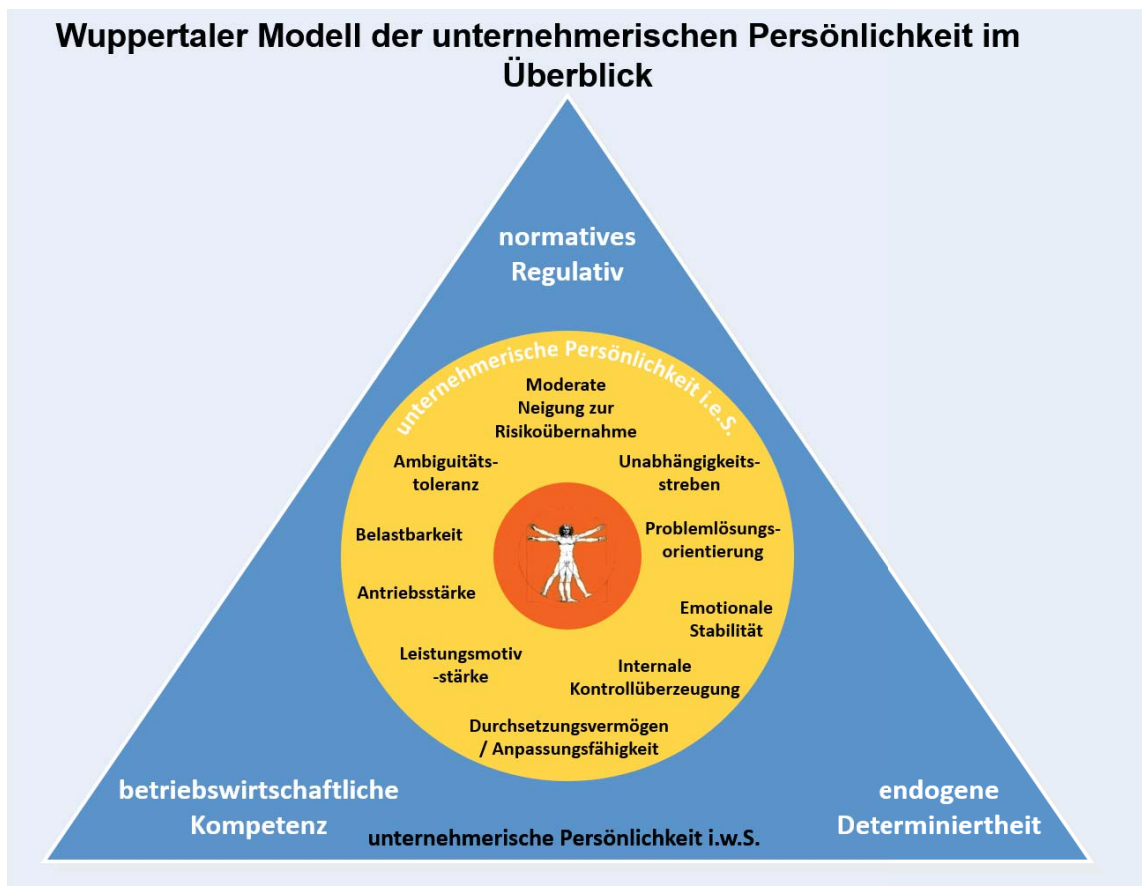 Wuppertaler Modell der unternehmerischen Persönlichkeit im
Überblick
normatives
Regulativ
unternehmerische Persönlichkeit i.e.S.
Moderate
Neigung zur
Risikoübernahme
Ambiguitäts-
toleranz
Unabhängigkeits-
streben
Belastbarkeit
Problemlösungs-
orientierung
Antriebsstärke
Emotionale
Stabilität
Leistungsmotiv
-stärke
Internale
Kontrollüberzeugung
Durchsetzungsvermögen
/ Anpassungsfähigkeit
betriebswirtschaftliche
Kompetenz
endogene
Determiniertheit
unternehmerische Persönlichkeit i.w.S.